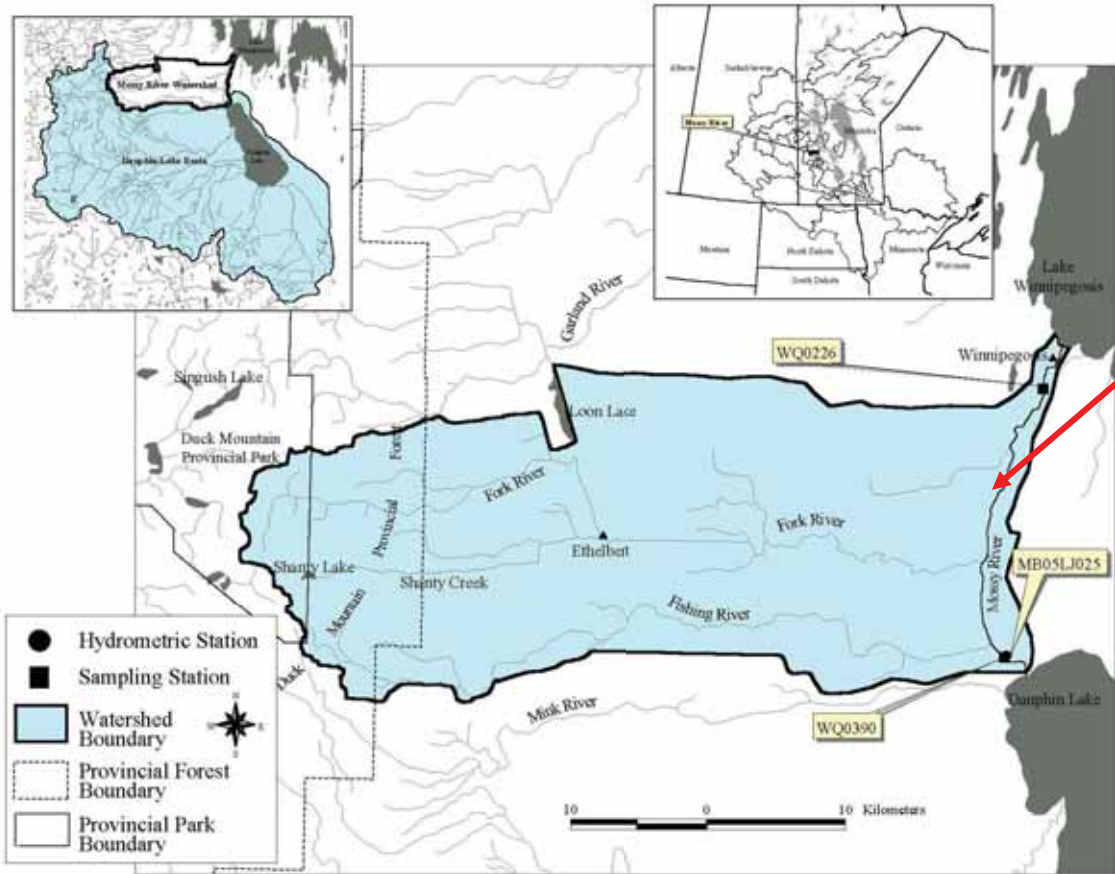 Mossy River Watershed
Dauphin Lake Basin
Alberta
Saskatchewan
Mossy River
Manitoba
Ontario
Montana
North Dakota
South Dakota
Minnesota
Wisconsin
Garland River
Lake
Winnipegosis
WQ0226
Winnipegosis
Singush Lake
Loon Lake
Duck Mountain
Provincial Park
Forest
Provincial
Mountain
Duck
Fork River
Fork River
Ethelbert
Mossy River
MB05LJ025
Shanty Lake
Shanty Creek
Fishing River
Mink River
Dauphin Lake
WQ0390
Hydrometric Station
Sampling Station
Watershed
Boundary
Provincial Forest
Boundary
Provincial Park
Boundary
10 0 10 Kilometers